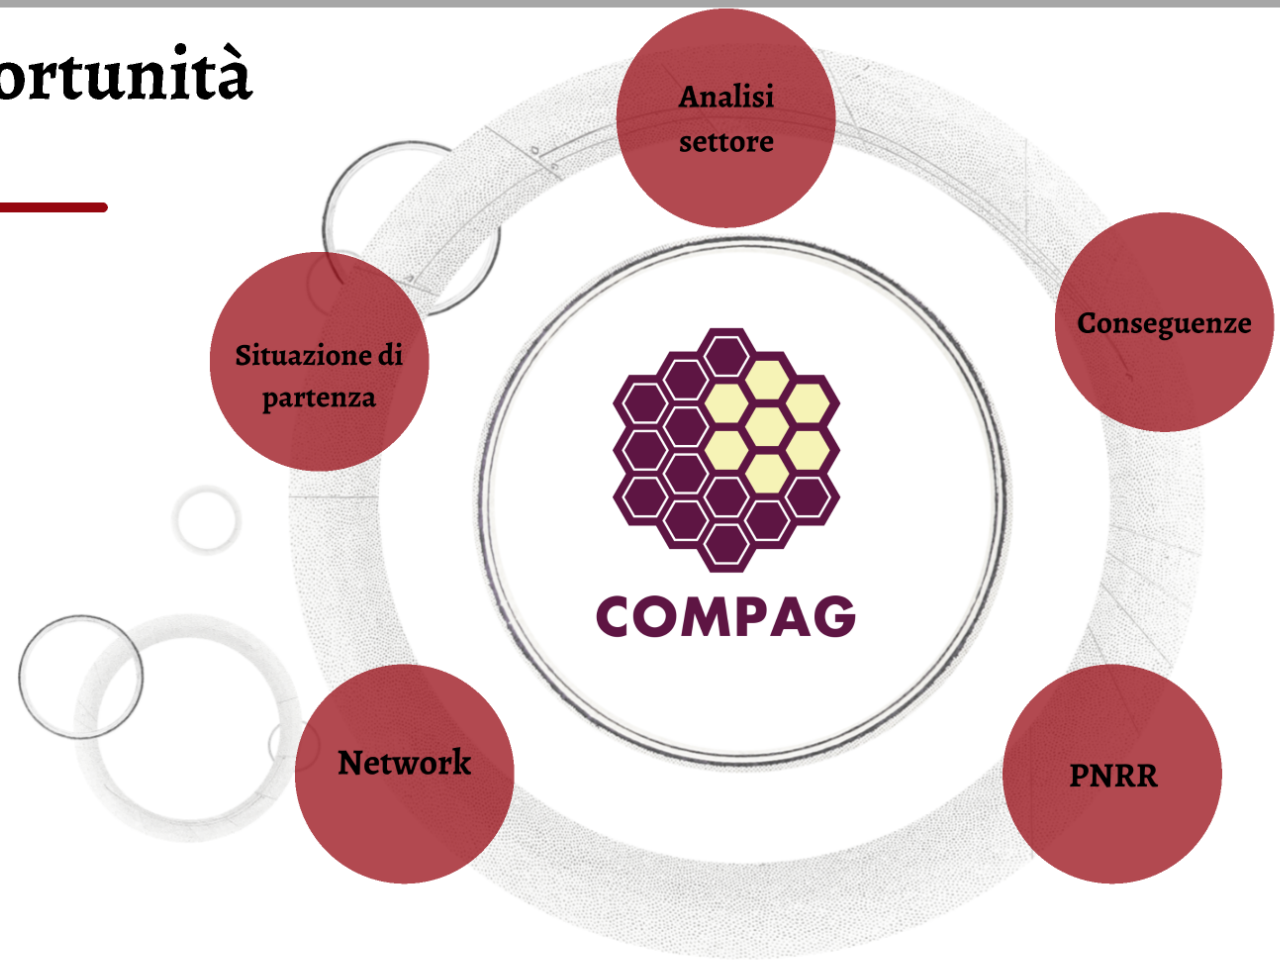 ortunità
Analisi
settore
Conseguenze
Situazione di
partenza
COMPAG
Network
PNRR